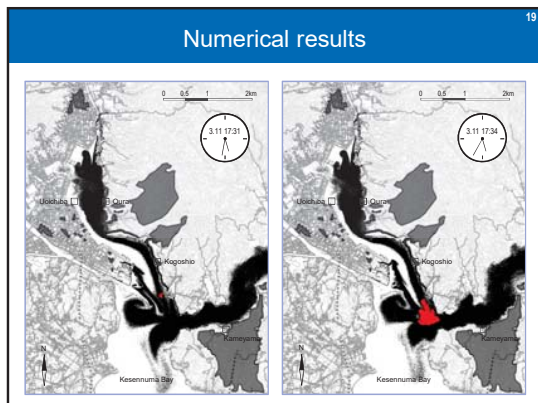 19
Numerical results
0 0.5 1 2km
3.11 17:31
Uoichiba
Oura
Kogoshio
Kameyama
N
Kesennuma Bay
0 0.5 1 2km
3.11 17:34
Uoichiba
Oura
Kogoshio
Kameyama
N
Kesennuma Bay